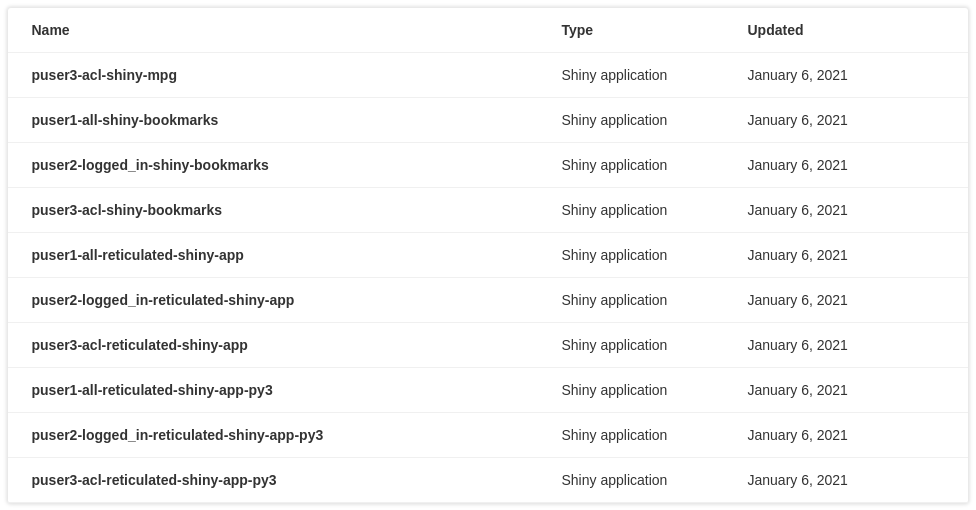 Name Type Updated
puser3-acl-shiny-mpg Shiny application January 6, 2021
puser1-all-shiny-bookmarks Shiny application January 6, 2021
puser2-logged_in-shiny-bookmarks Shiny application January 6, 2021
puser3-acl-shiny-bookmarks Shiny application January 6, 2021
puser1-all-reticulated-shiny-app Shiny application January 6, 2021
puser2-logged_in-reticulated-shiny-app Shiny application January 6, 2021
puser3-acl-reticulated-shiny-app Shiny application January 6, 2021
puser1-all-reticulated-shiny-app-py3 Shiny application January 6, 2021
puser2-logged_in-reticulated-shiny-app-py3 Shiny application January 6, 2021
puser3-acl-reticulated-shiny-app-py3 Shiny application January 6, 2021